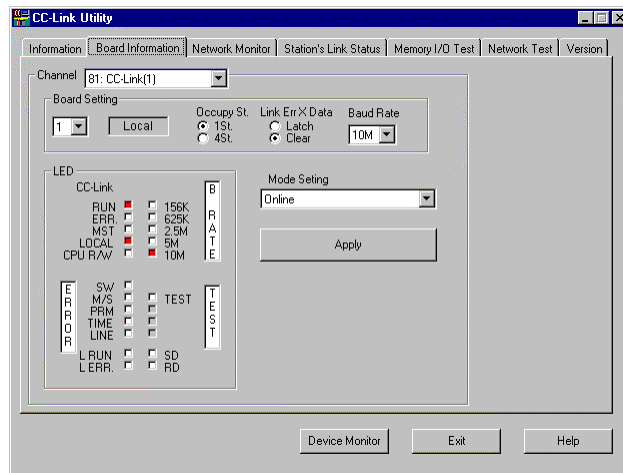 CC-Link Utility
Information Board Information Network Monitor Station's Link Status Memory I/O Test Network Test Version
Channel 81: CC-Link(1)
Board Setting
1 Local
Occupy St.
1St.
4St.
Link Err X Data
Latch
Clear
Baud Rate
10M
LED
CC-Link
RUN 156K
ERR. 625K
MST 2.5M
LOCAL 5M
CPU R/W 10M
B RATE
ERROR
SW
M/S TEST
PRM
TIME
LINE
TEST
L RUN SD
L ERR. RD
Mode Seting
Online
Apply
Device Monitor Exit Help